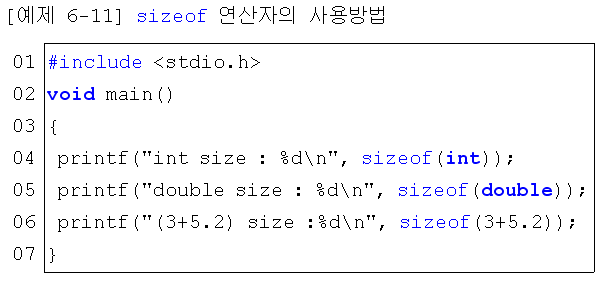 [예제 6-11] sizeof 연산자의 사용방법
01 #include <stdio.h>
02 void main()
03 {
04 printf("int size : %d\n", sizeof(int));
05 printf("double size : %d\n", sizeof(double));
06 printf("(3+5.2) size :%d\n", sizeof(3+5.2));
07 }